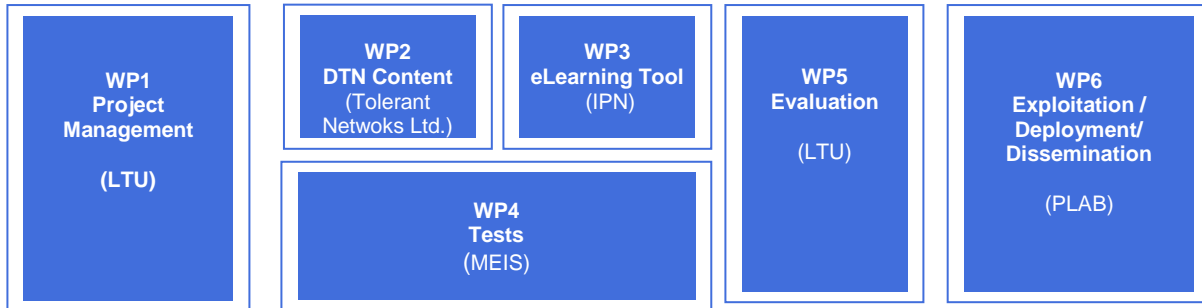 WP1
Project
Management
(LTU)
WP2
DTN Content
(Tolerant
Netwoks Ltd.)
WP3
eLearning Tool
(IPN)
WP4
Tests
(MEIS)
WP5
Evaluation
(LTU)
WP6
Exploitation /
Deployment/
Dissemination
(PLAB)